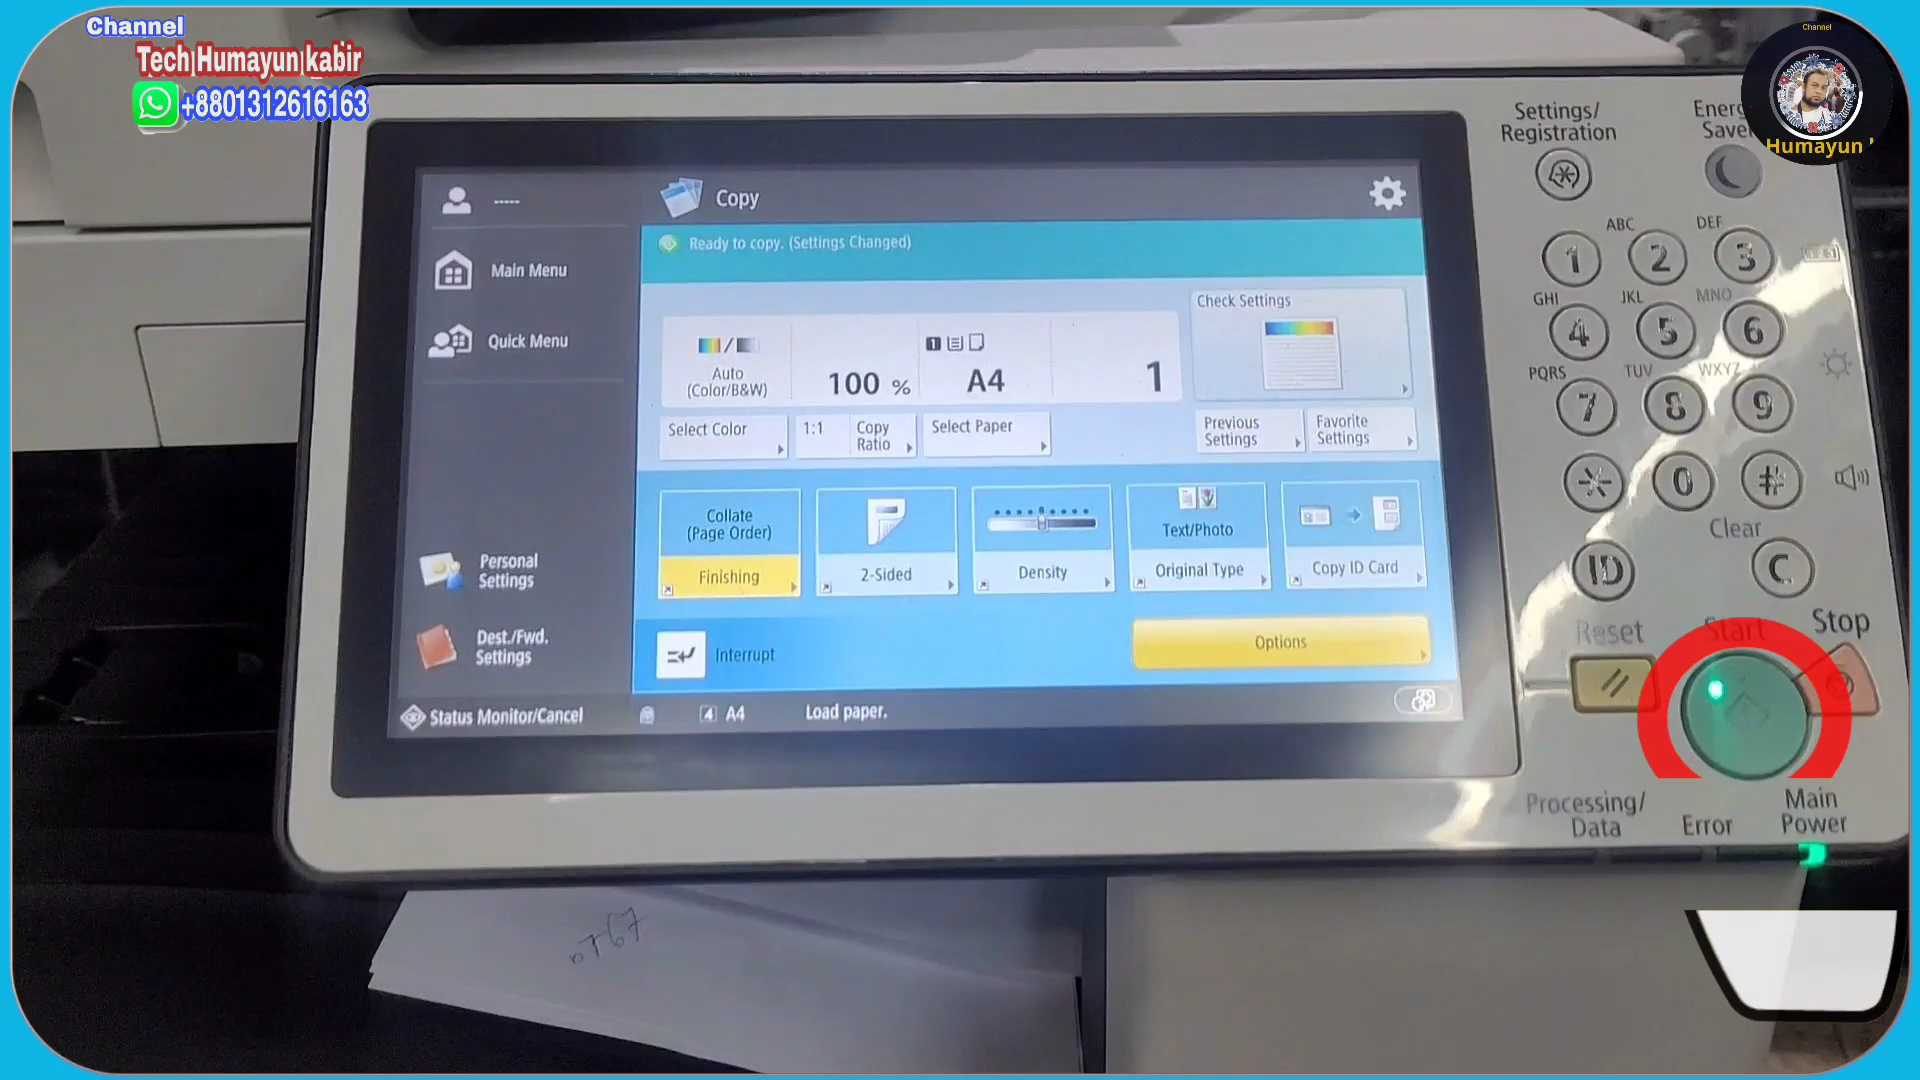 Channel
Tech Humayun kabir
+8801312616163
Channel
Humayun
Settings/
Registration
-----
Copy
Ready to copy. (Settings Changed)
Main Menu
Quick Menu
Auto
(Color/B&W)
100 %
1
A4
1
Check Settings
Select Color
1:1
Copy
Ratio
Select Paper
Previous
Settings
Favorite
Settings
Collate
(Page Order)
Finishing
2-Sided
Density
Text/Photo
Original Type
Copy ID Card
Personal
Settings
Dest./Fwd.
Settings
Interrupt
Options
Status Monitor/Cancel
4 A4
Load paper.
ABC
DEF
1
2
3
GHI
JKL
MNO
4
5
6
PQRS
TUV
WXYZ
7
8
9
*
0
#
Clear
ID
C
Reset
Start
Stop
Processing/
Data
Error
Main
Power
0767